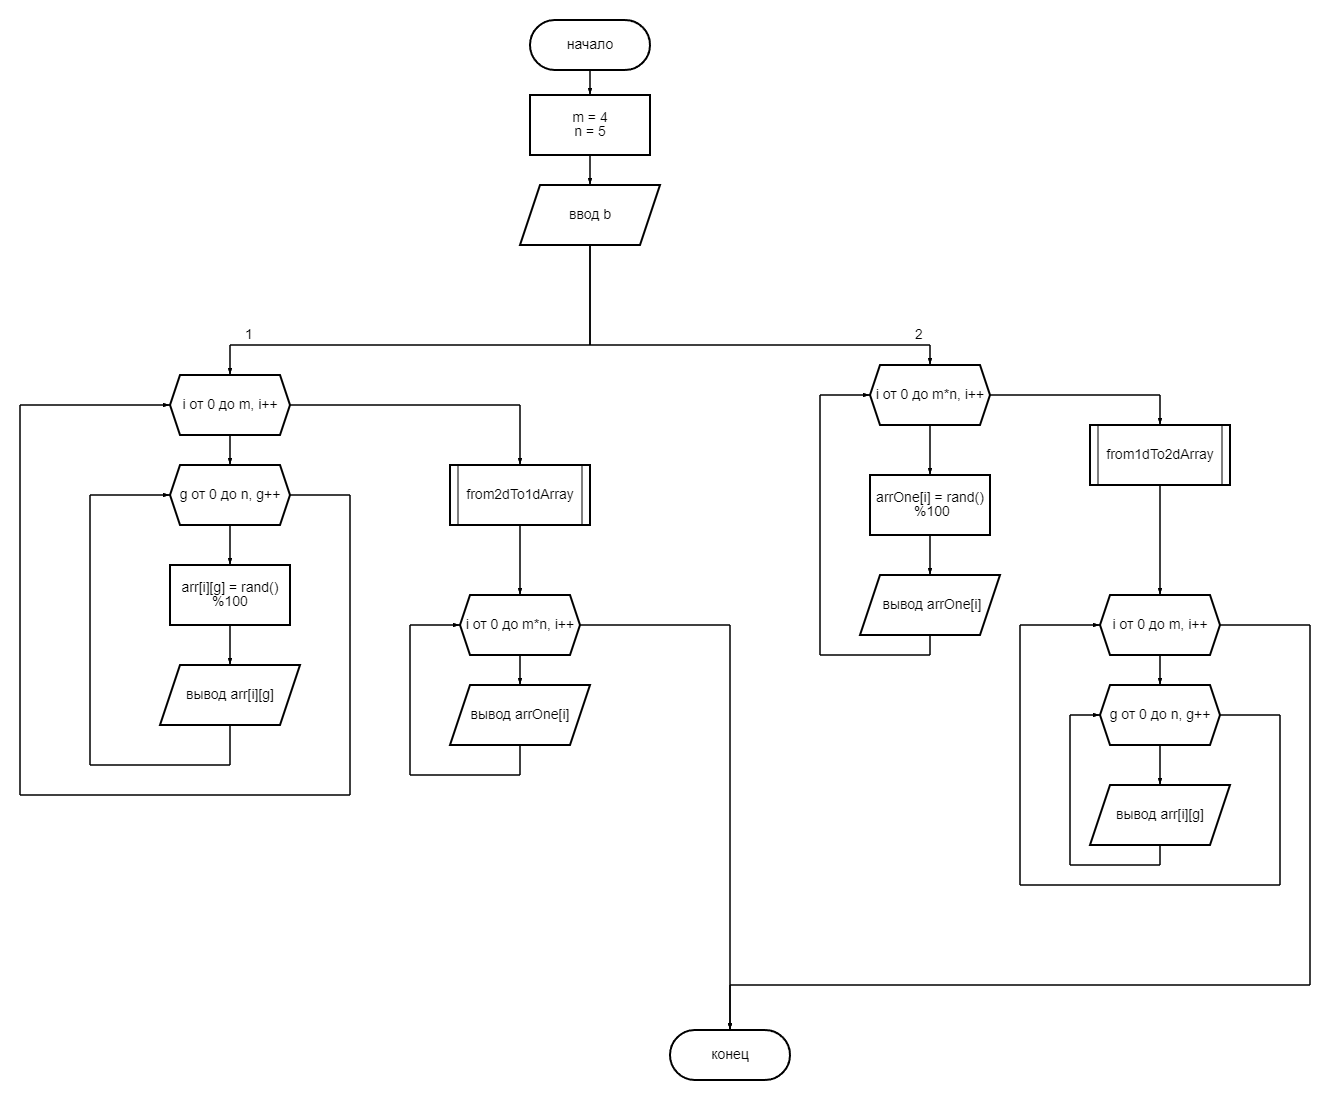 начало
m = 4
n = 5
ввод b
1
2
i от 0 до m, i++
g от 0 до n, g++
arr[i][g] = rand()
%100
вывод arr[i][g]
from2dTo1dArray
i от 0 до m*n, i++
вывод arrOne[i]
i от 0 до m*n, i++
arrOne[i] = rand()
%100
вывод arrOne[i]
from1dTo2dArray
i от 0 до m, i++
g от 0 до n, g++
вывод arr[i][g]
конец